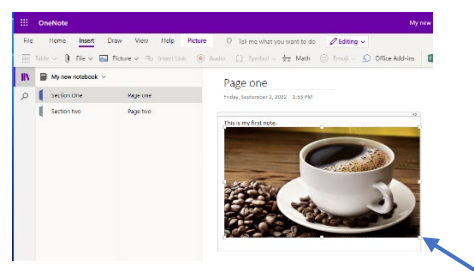 OneNote
My new
File Home Insert Draw View Help Picture Tell me what you want to do Editing
Table File Picture Insert Link Audio Symbol Math Emoji Office Add-ins
My new notebook
Section One Page one
Section two Page two
Page one
Friday, September 2, 2022 1:55 PM
This is my first note.